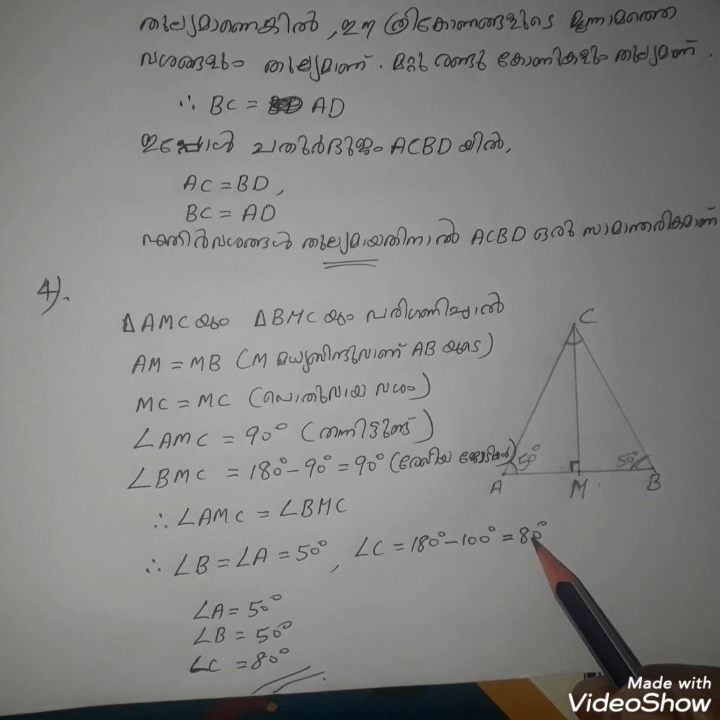 തുല്യമാണെങ്കിൽ, ഈ ത്രികോണങ്ങളുടെ മൂന്നാമത്തെ
വശങ്ങളും തുല്യമാണ്. മറ്റു രണ്ടു കോണികളും തുല്യമണ്.
∴ BC = AD
ഇപ്പോൾ ചതുർഭുജം ACBD യിൽ,
AC = BD,
BC = AD
എതിർവശങ്ങൾ തുല്യമായതിനാൽ ACBD ഒരു സാമാന്തരികമാണ്
4).
ΔAMC യും ΔBMC യും പരിഗണിച്ചാൽ
AM = MB (M മധ്യബിന്ദുവാണ് AB യുടെ)
MC = MC (പൊതുവായ വശം)
∠AMC = 90° (തന്നിട്ടുണ്ട്)
∠BMC = 180° - 90° = 90° (രേഖീയ ജോടികൾ)
∴ ∠AMC = ∠BMC
∴ ∠B = ∠A = 50°, ∠C = 180° - 100° = 80°
∠A = 50°
∠B = 50°
∠C = 80°
C
50° 50°
A M B
Made with
VideoShow